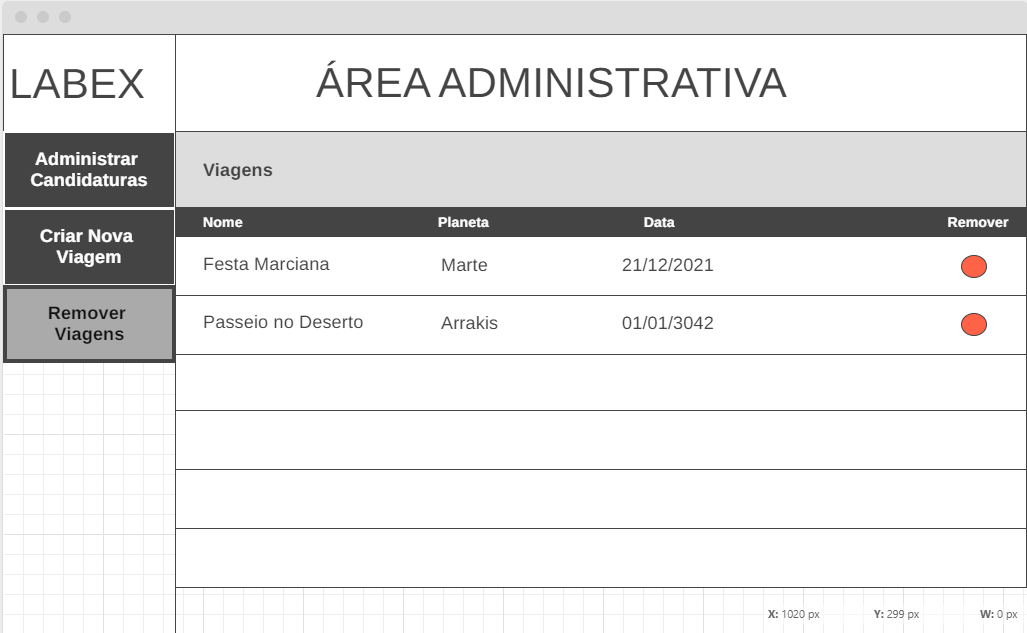 LABEX
ÁREA ADMINISTRATIVA
Administrar
Candidaturas
Criar Nova
Viagem
Remover
Viagens
Viagens
Nome Planeta Data Remover
Festa Marciana Marte 21/12/2021
Passeio no Deserto Arrakis 01/01/3042
X: 1020 px Y: 299 px W: 0 px